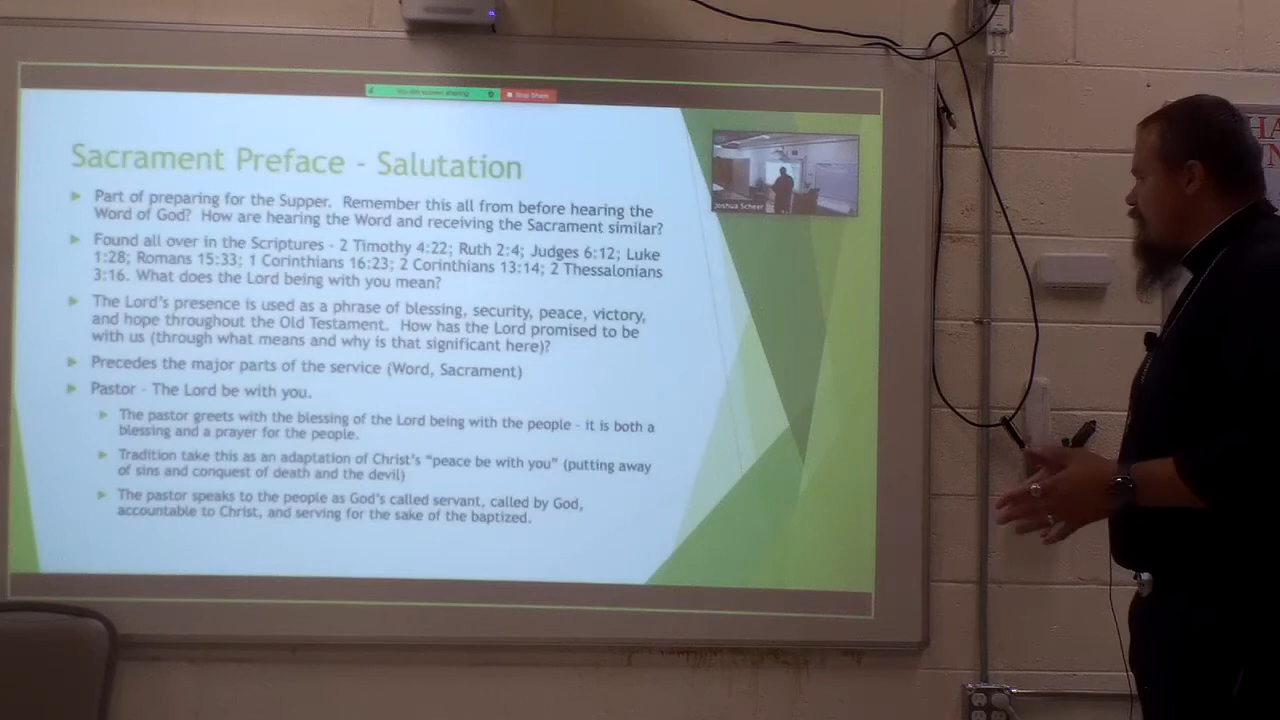 You are screen sharing
Stop Share
Sacrament Preface - Salutation
Part of preparing for the Supper. Remember this all from before hearing the
Word of God? How are hearing the Word and receiving the Sacrament similar?
Found all over in the Scriptures - 2 Timothy 4:22; Ruth 2:4; Judges 6:12; Luke
1:28; Romans 15:33; 1 Corinthians 16:23; 2 Corinthians 13:14; 2 Thessalonians
3:16. What does the Lord being with you mean?
The Lord's presence is used as a phrase of blessing, security, peace, victory,
and hope throughout the Old Testament. How has the Lord promised to be
with us (through what means and why is that significant here)?
Precedes the major parts of the service (Word, Sacrament)
Pastor - The Lord be with you.
The pastor greets with the blessing of the Lord being with the people - it is both a
blessing and a prayer for the people.
Tradition take this as an adaptation of Christ's "peace be with you" (putting away
of sins and conquest of death and the devil)
The pastor speaks to the people as God's called servant, called by God,
accountable to Christ, and serving for the sake of the baptized.
Joshua Scheer